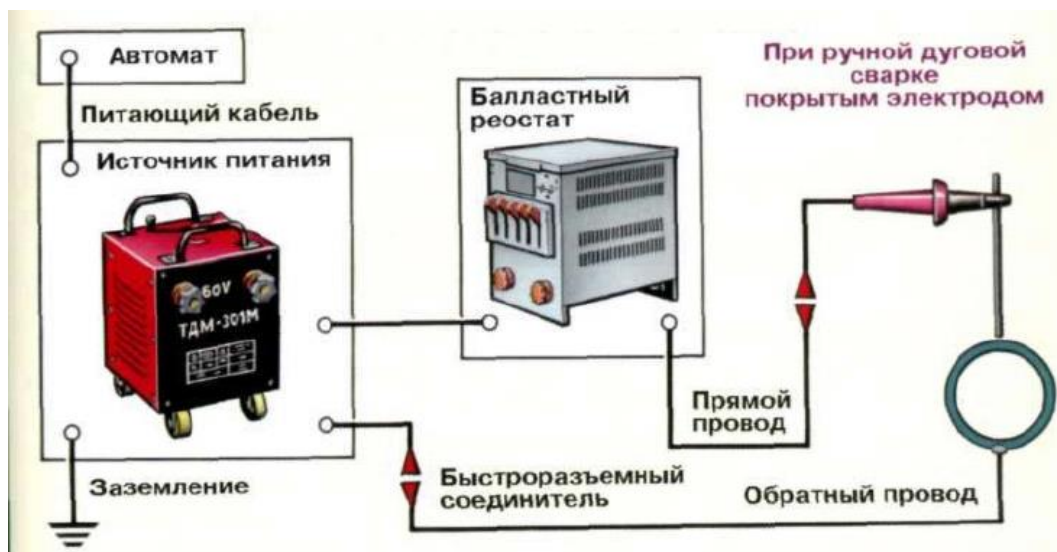 Автомат
Питающий кабель
Источник питания
60V
ТДМ-301М
Заземление
Балластный
реостат
При ручной дуговой
сварке
покрытым электродом
Прямой
провод
Быстроразъемный
соединитель
Обратный провод